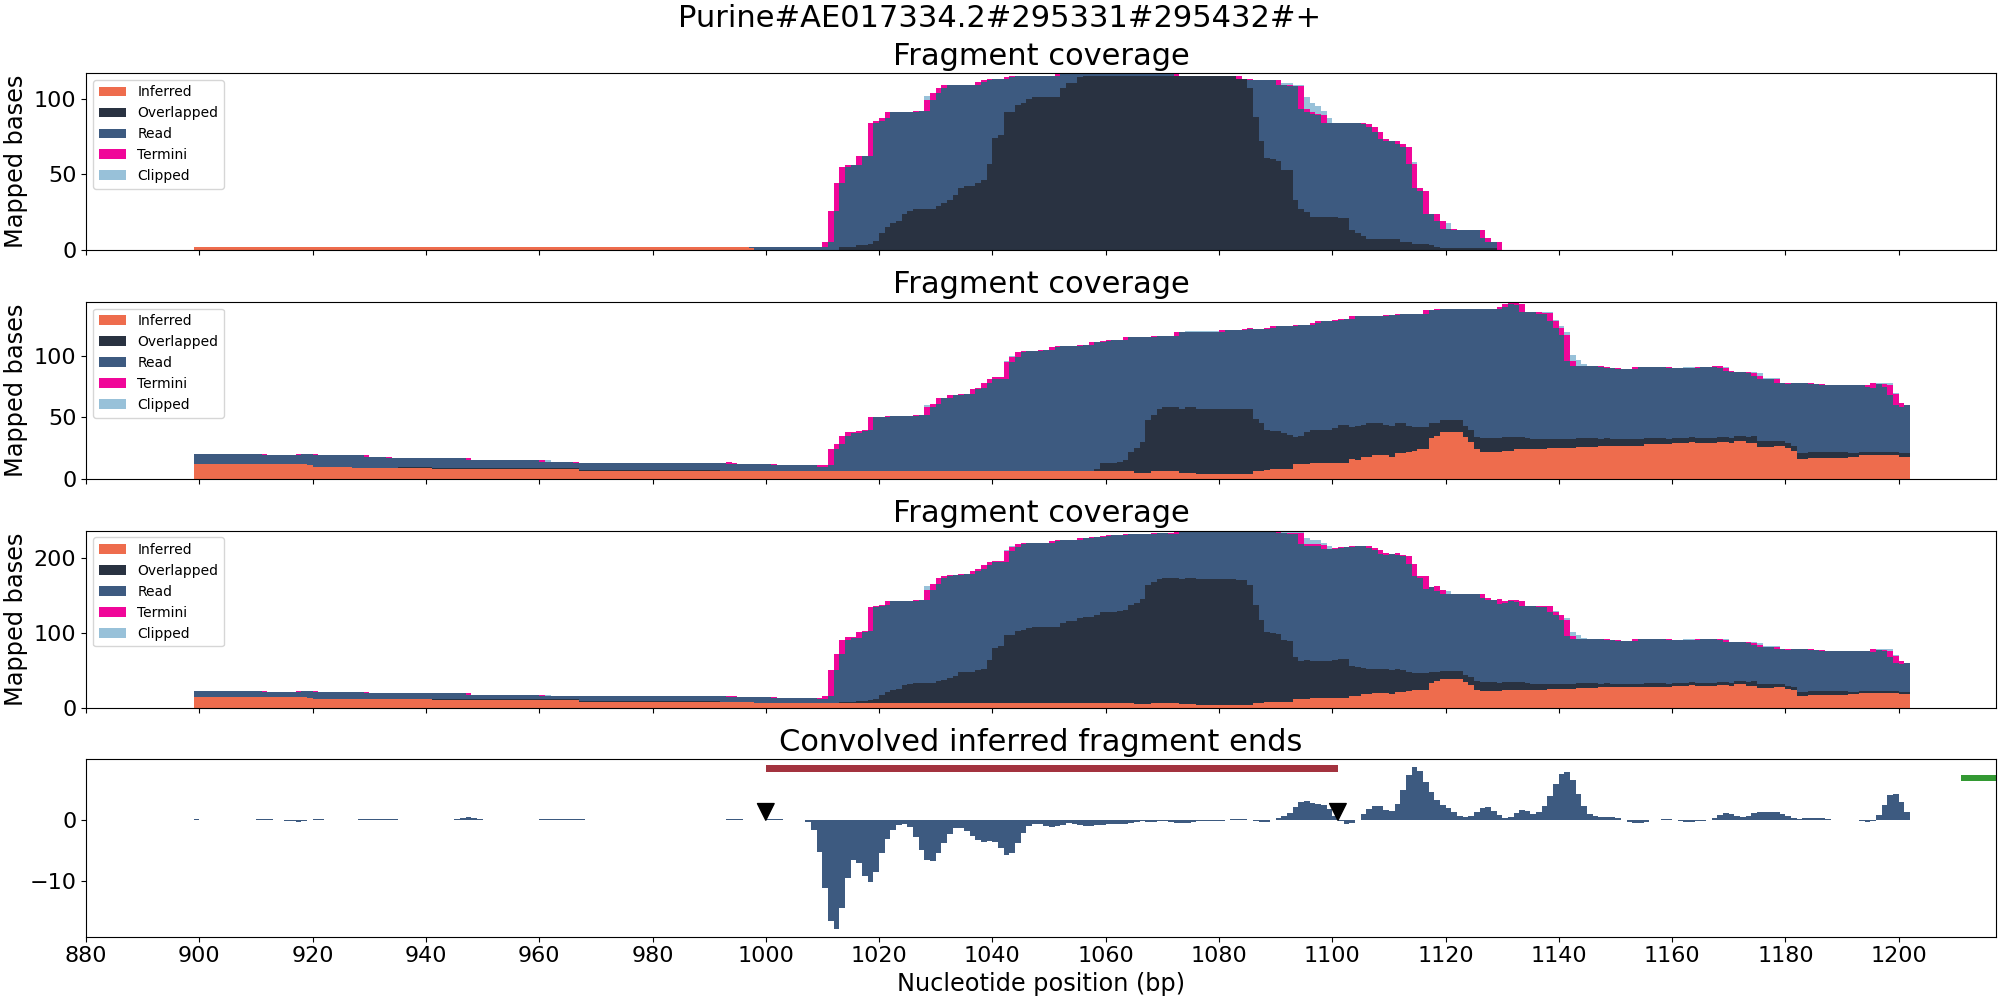 Purine#AE017334.2#295331#295432#+
Fragment coverage
Mapped bases
100
50
0
Inferred
Overlapped
Read
Termini
Clipped
Fragment coverage
Mapped bases
100
50
0
Inferred
Overlapped
Read
Termini
Clipped
Fragment coverage
Mapped bases
200
100
0
Inferred
Overlapped
Read
Termini
Clipped
Convolved inferred fragment ends
0
−10
880 900 920 940 960 980 1000 1020 1040 1060 1080 1100 1120 1140 1160 1180 1200
Nucleotide position (bp)